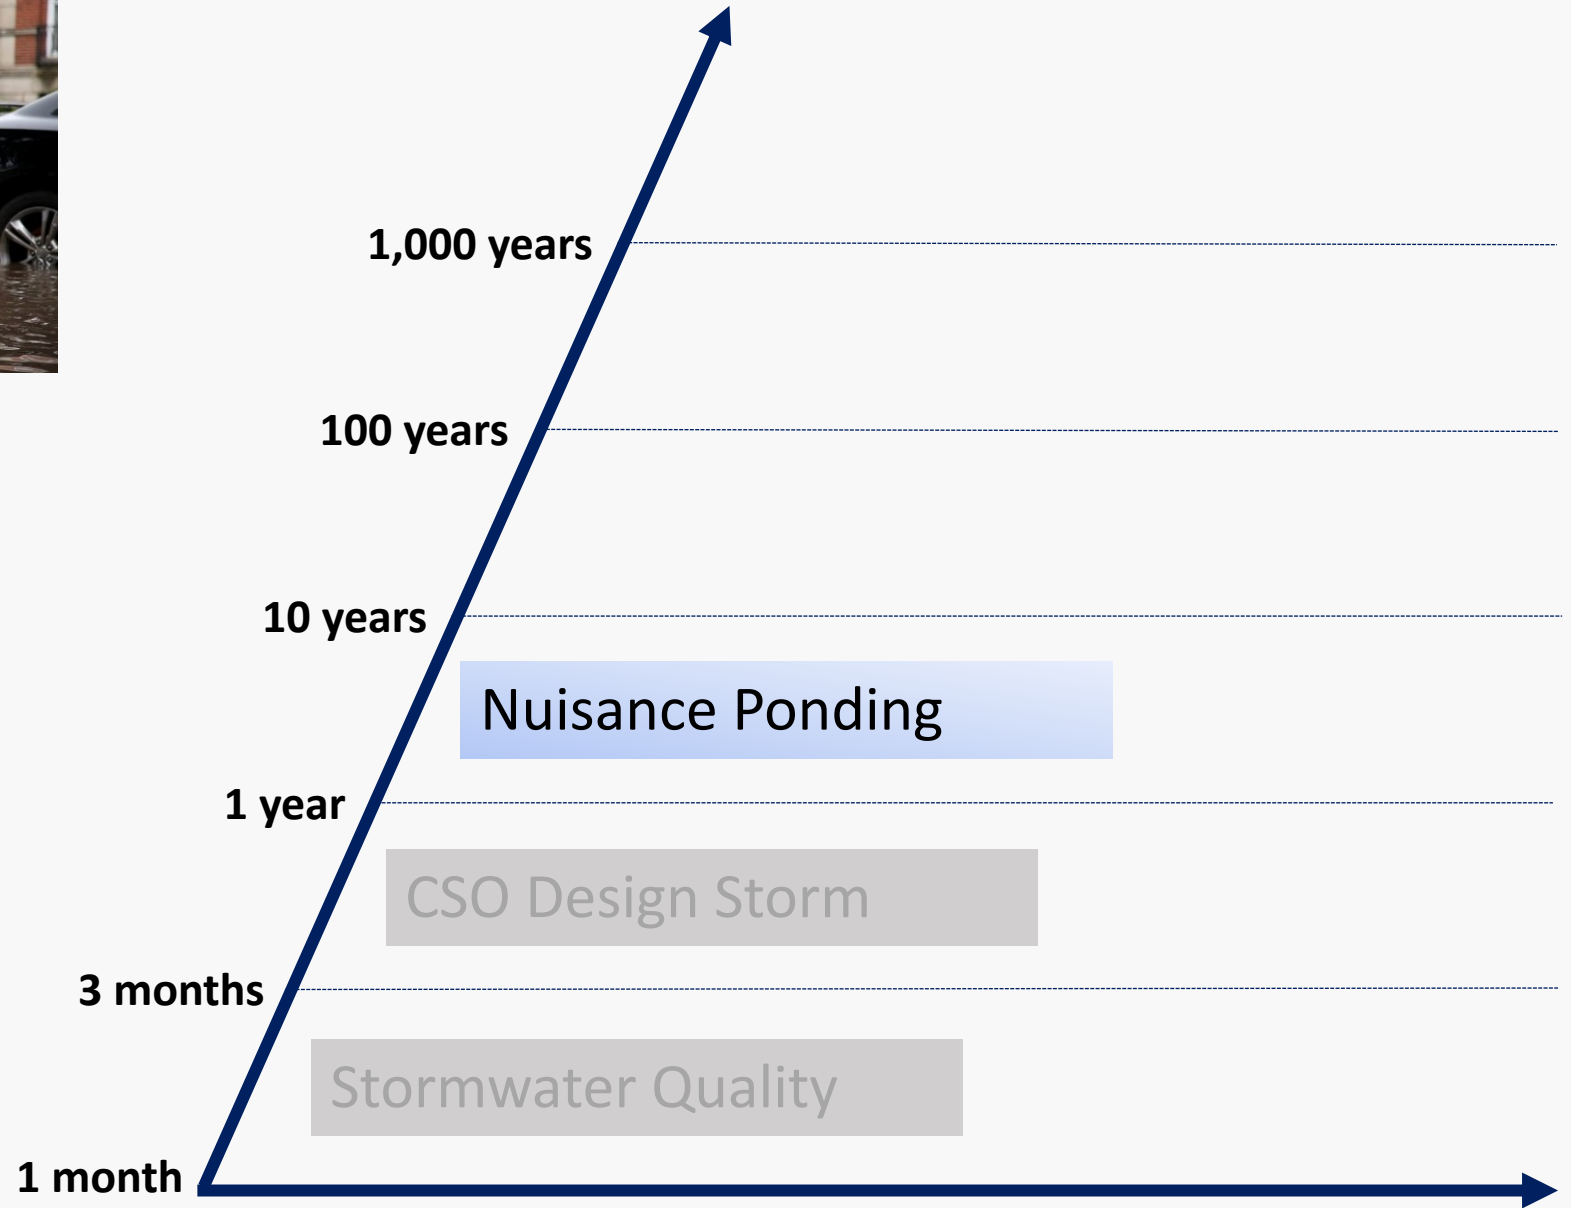 1,000 years
100 years
10 years
Nuisance Ponding
1 year
CSO Design Storm
3 months
Stormwater Quality
1 month